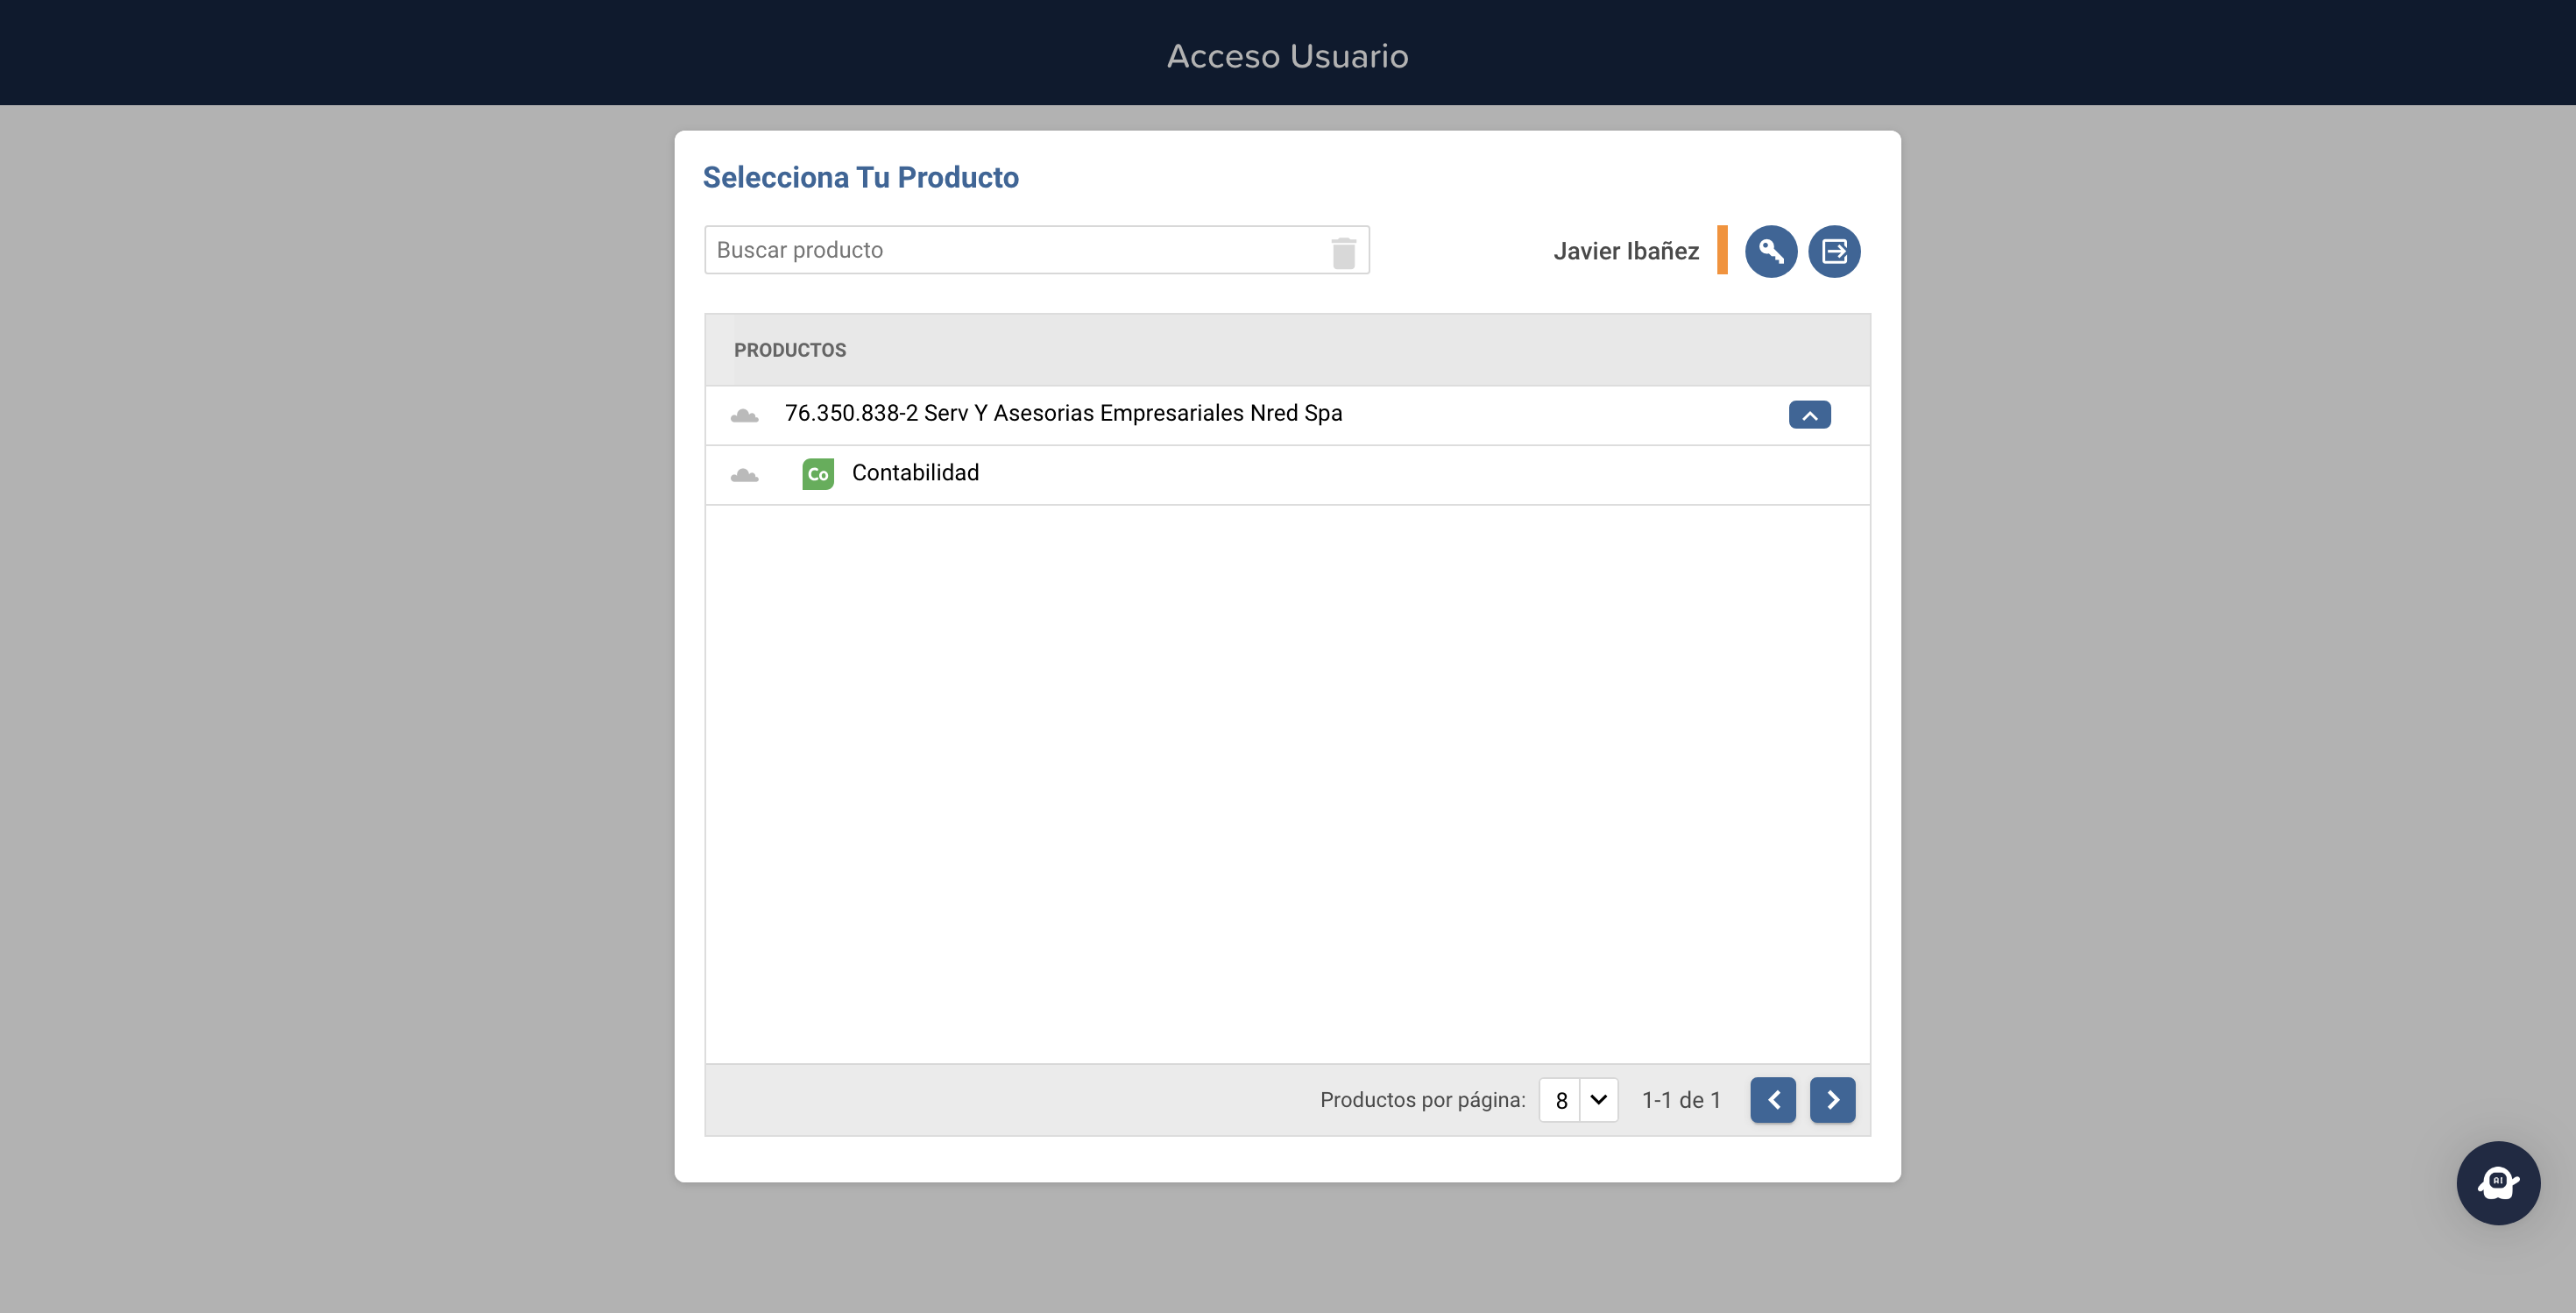 Acceso Usuario
Selecciona Tu Producto
Buscar producto
Javier Ibañez
PRODUCTOS
76.350.838-2 Serv Y Asesorias Empresariales Nred Spa
Co Contabilidad
Productos por página: 8 1-1 de 1
AI